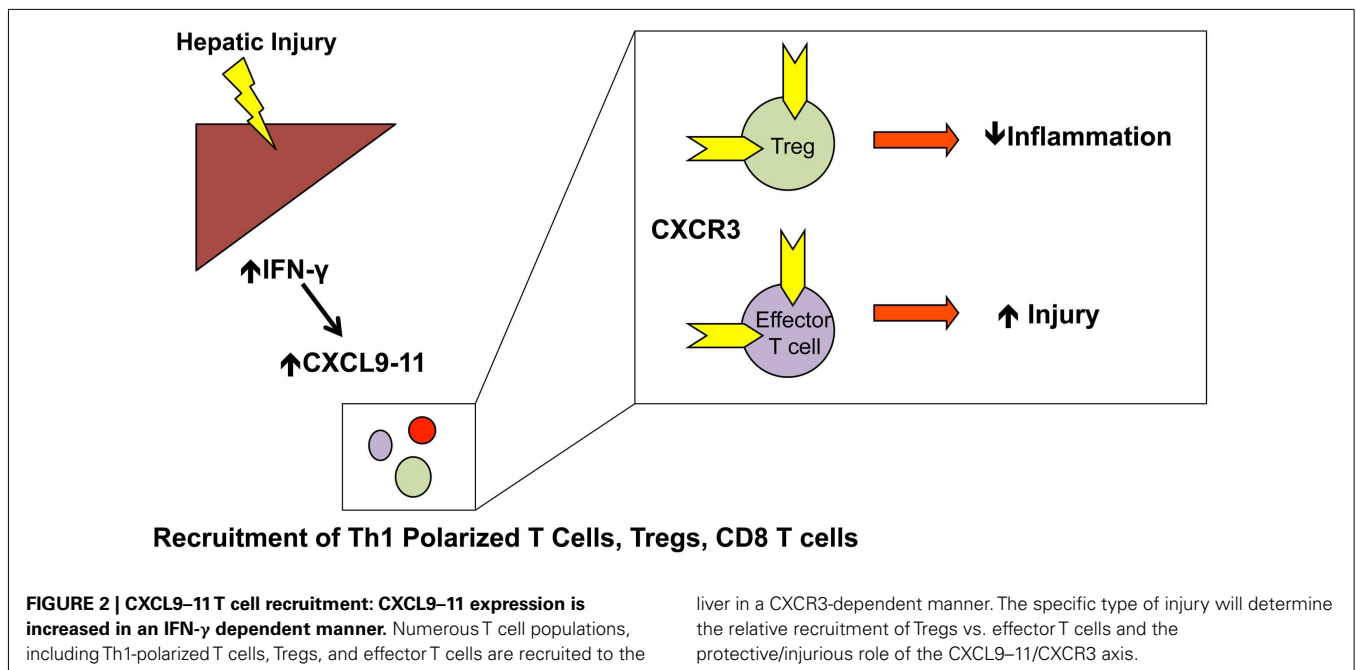 Hepatic Injury
↑IFN-γ
↑CXCL9-11
Treg
↓Inflammation
CXCR3
Effector
T cell
↑ Injury
Recruitment of Th1 Polarized T Cells, Tregs, CD8 T cells
FIGURE 2 | CXCL9–11 T cell recruitment: CXCL9–11 expression is
increased in an IFN-γ dependent manner. Numerous T cell populations,
including Th1-polarized T cells, Tregs, and effector T cells are recruited to the
liver in a CXCR3-dependent manner. The specific type of injury will determine
the relative recruitment of Tregs vs. effector T cells and the
protective/injurious role of the CXCL9–11/CXCR3 axis.